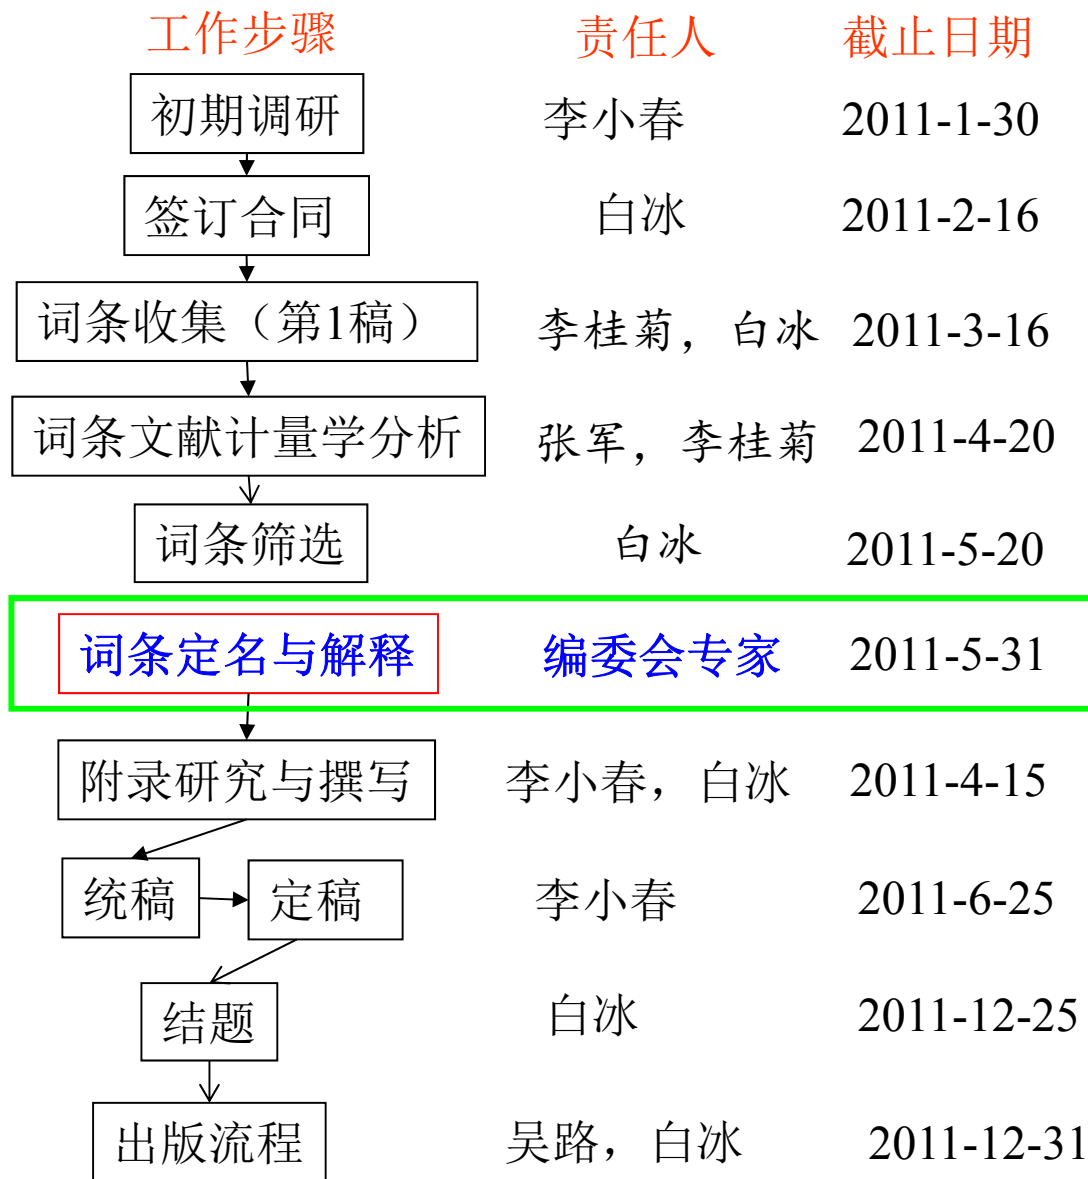 工作步骤 责任人 截止日期
初期调研 李小春 2011-1-30
签订合同 白冰 2011-2-16
词条收集（第1稿） 李桂菊，白冰 2011-3-16
词条文献计量学分析 张军，李桂菊 2011-4-20
词条筛选 白冰 2011-5-20
词条定名与解释 编委会专家 2011-5-31
附录研究与撰写 李小春，白冰 2011-4-15
统稿 定稿 李小春 2011-6-25
结题 白冰 2011-12-25
出版流程 吴路，白冰 2011-12-31